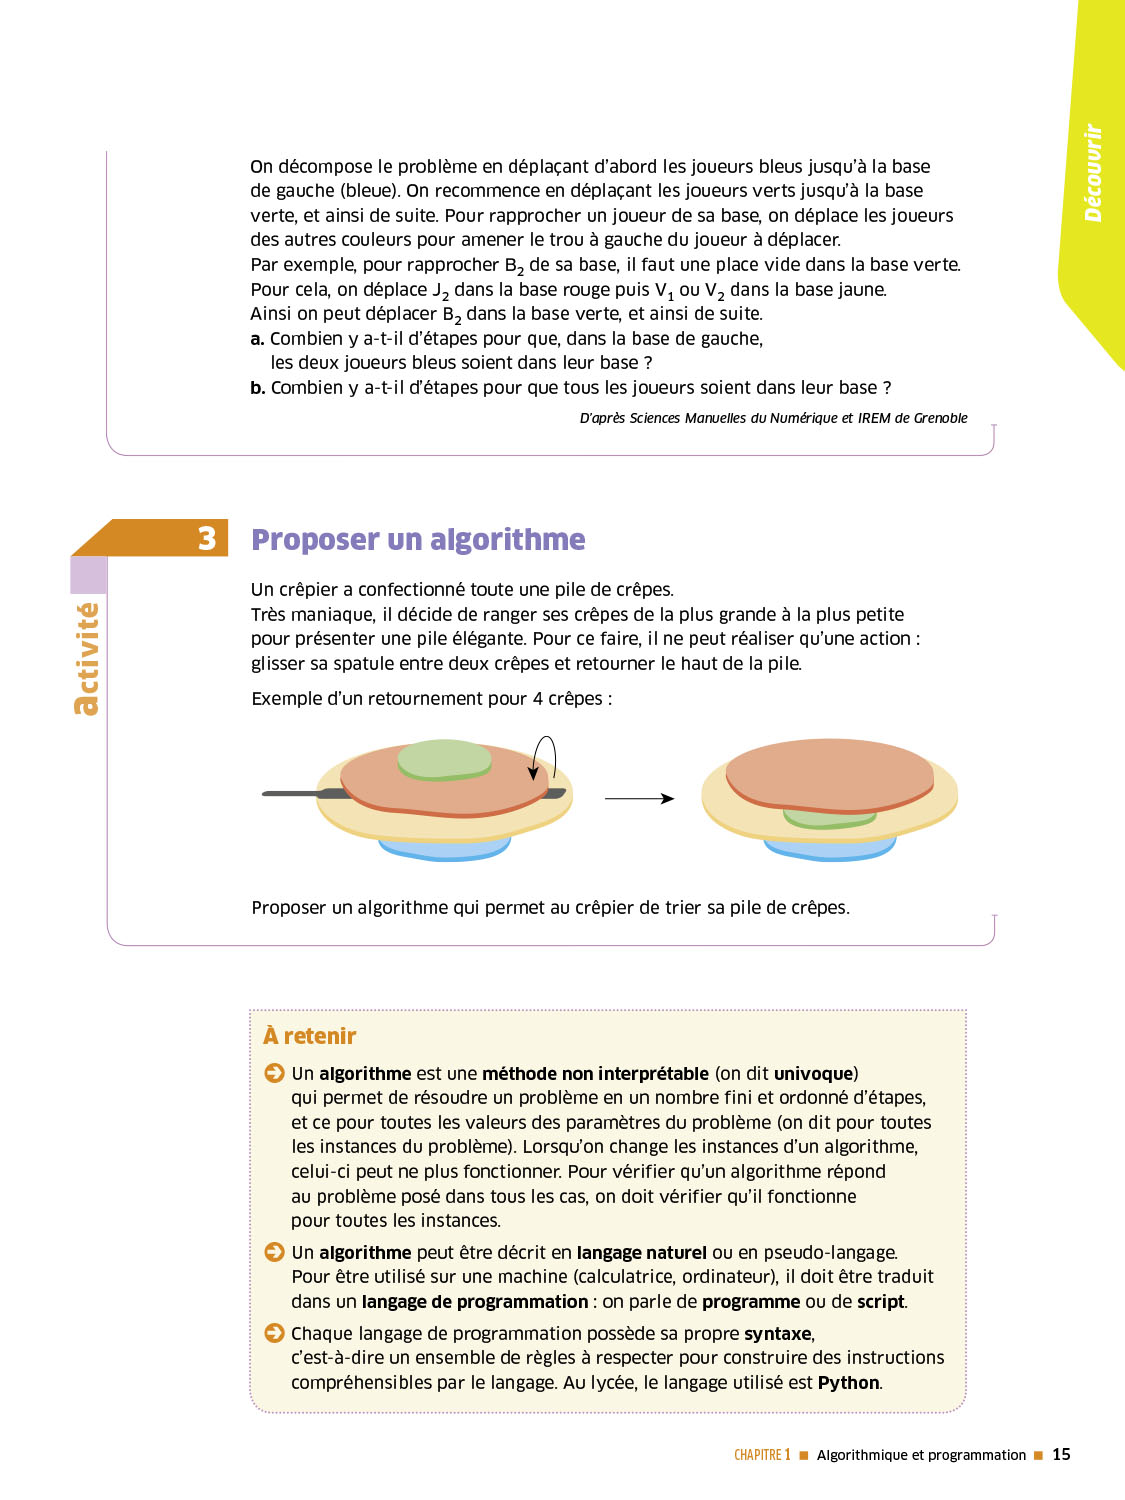 Découvrir
On décompose le problème en déplaçant d'abord les joueurs bleus jusqu'à la base
de gauche (bleue). On recommence en déplaçant les joueurs verts jusqu'à la base
verte, et ainsi de suite. Pour rapprocher un joueur de sa base, on déplace les joueurs
des autres couleurs pour amener le trou à gauche du joueur à déplacer.
Par exemple, pour rapprocher B₂ de sa base, il faut une place vide dans la base verte.
Pour cela, on déplace J₂ dans la base rouge puis V₁ ou V₂ dans la base jaune.
Ainsi on peut déplacer B₂ dans la base verte, et ainsi de suite.
a. Combien y a-t-il d'étapes pour que, dans la base de gauche,
les deux joueurs bleus soient dans leur base ?
b. Combien y a-t-il d'étapes pour que tous les joueurs soient dans leur base ?
D'après Sciences Manuelles du Numérique et IREM de Grenoble
activité
3
Proposer un algorithme
Un crêpier a confectionné toute une pile de crêpes.
Très maniaque, il décide de ranger ses crêpes de la plus grande à la plus petite
pour présenter une pile élégante. Pour ce faire, il ne peut réaliser qu'une action :
glisser sa spatule entre deux crêpes et retourner le haut de la pile.
Exemple d'un retournement pour 4 crêpes :
Proposer un algorithme qui permet au crêpier de trier sa pile de crêpes.
À retenir
Un algorithme est une méthode non interprétable (on dit univoque)
qui permet de résoudre un problème en un nombre fini et ordonné d'étapes,
et ce pour toutes les valeurs des paramètres du problème (on dit pour toutes
les instances du problème). Lorsqu'on change les instances d'un algorithme,
celui-ci peut ne plus fonctionner. Pour vérifier qu'un algorithme répond
au problème posé dans tous les cas, on doit vérifier qu'il fonctionne
pour toutes les instances.
Un algorithme peut être décrit en langage naturel ou en pseudo-langage.
Pour être utilisé sur une machine (calculatrice, ordinateur), il doit être traduit
dans un langage de programmation : on parle de programme ou de script.
Chaque langage de programmation possède sa propre syntaxe,
c'est-à-dire un ensemble de règles à respecter pour construire des instructions
compréhensibles par le langage. Au lycée, le langage utilisé est Python.
CHAPITRE 1 ■ Algorithmique et programmation ■ 15